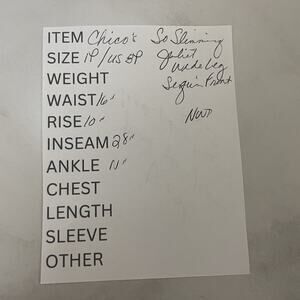 ITEM Chico's So Slimming
SIZE 1P/US 8P Juliet
WEIGHT Wide Leg
WAIST 16" Sequin Front
RISE 10" NWT
INSEAM 28"
ANKLE 11"
CHEST
LENGTH
SLEEVE
OTHER